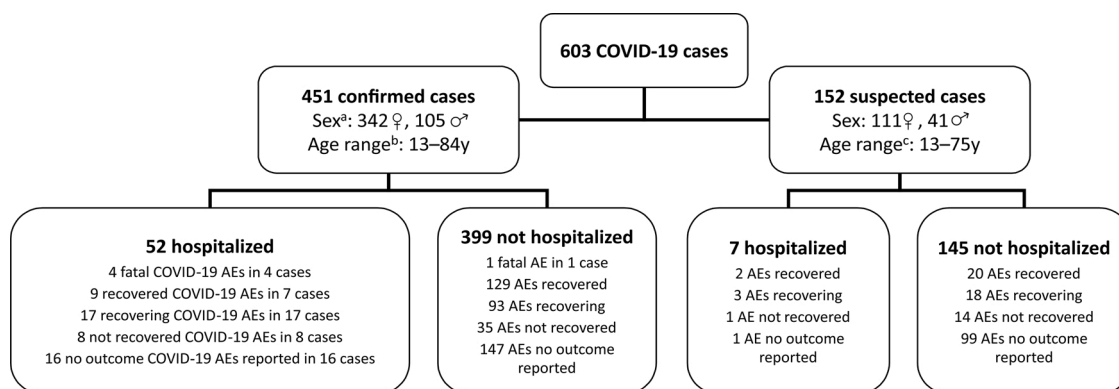 603 COVID-19 cases
451 confirmed cases
Sexᵃ: 342 ♀, 105 ♂
Age rangeᵇ: 13–84y
152 suspected cases
Sex: 111♀, 41♂
Age rangeᶜ: 13–75y
52 hospitalized
4 fatal COVID-19 AEs in 4 cases
9 recovered COVID-19 AEs in 7 cases
17 recovering COVID-19 AEs in 17 cases
8 not recovered COVID-19 AEs in 8 cases
16 no outcome COVID-19 AEs reported in 16 cases
399 not hospitalized
1 fatal AE in 1 case
129 AEs recovered
93 AEs recovering
35 AEs not recovered
147 AEs no outcome
reported
7 hospitalized
2 AEs recovered
3 AEs recovering
1 AE not recovered
1 AE no outcome
reported
145 not hospitalized
20 AEs recovered
18 AEs recovering
14 AEs not recovered
99 AEs no outcome
reported